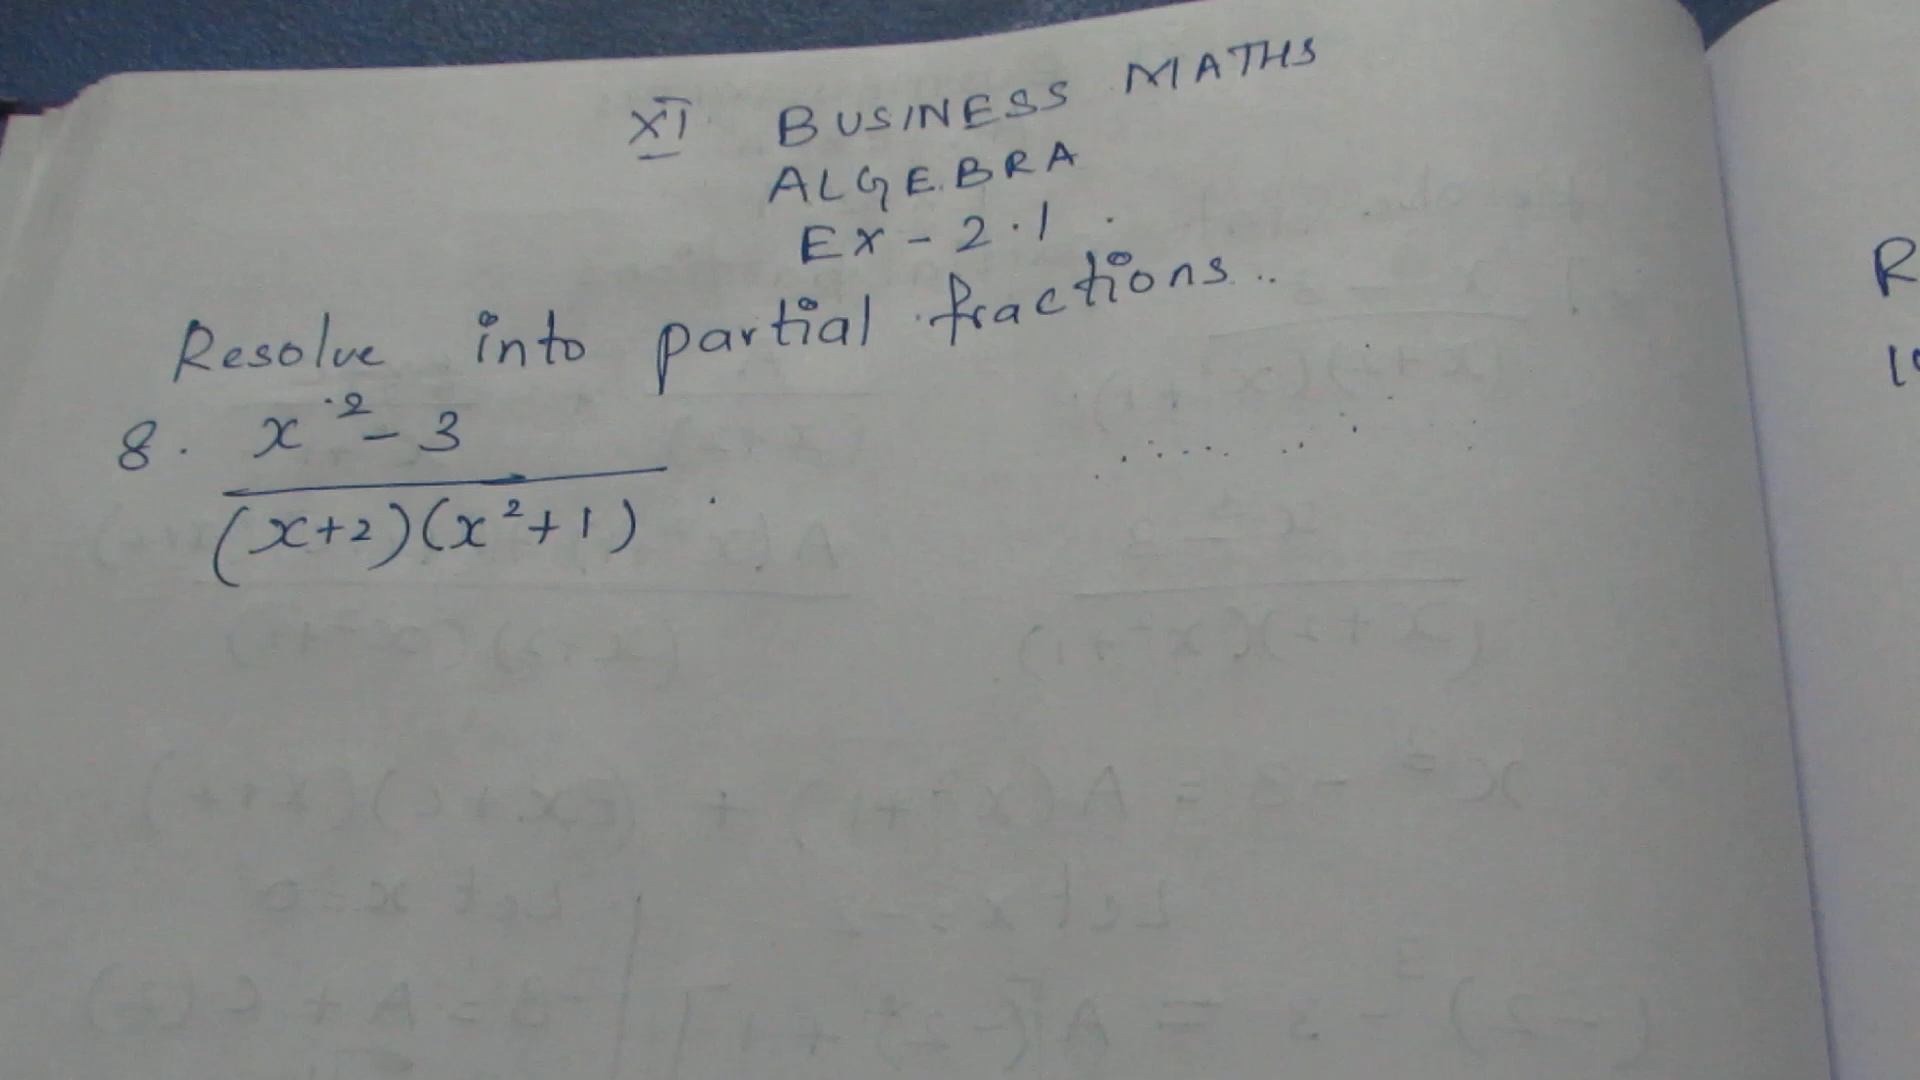 XI BUSINESS MATHS
ALGEBRA
EX - 2.1
Resolve into partial fractions..
8. x² - 3
(x+2)(x²+1)
R